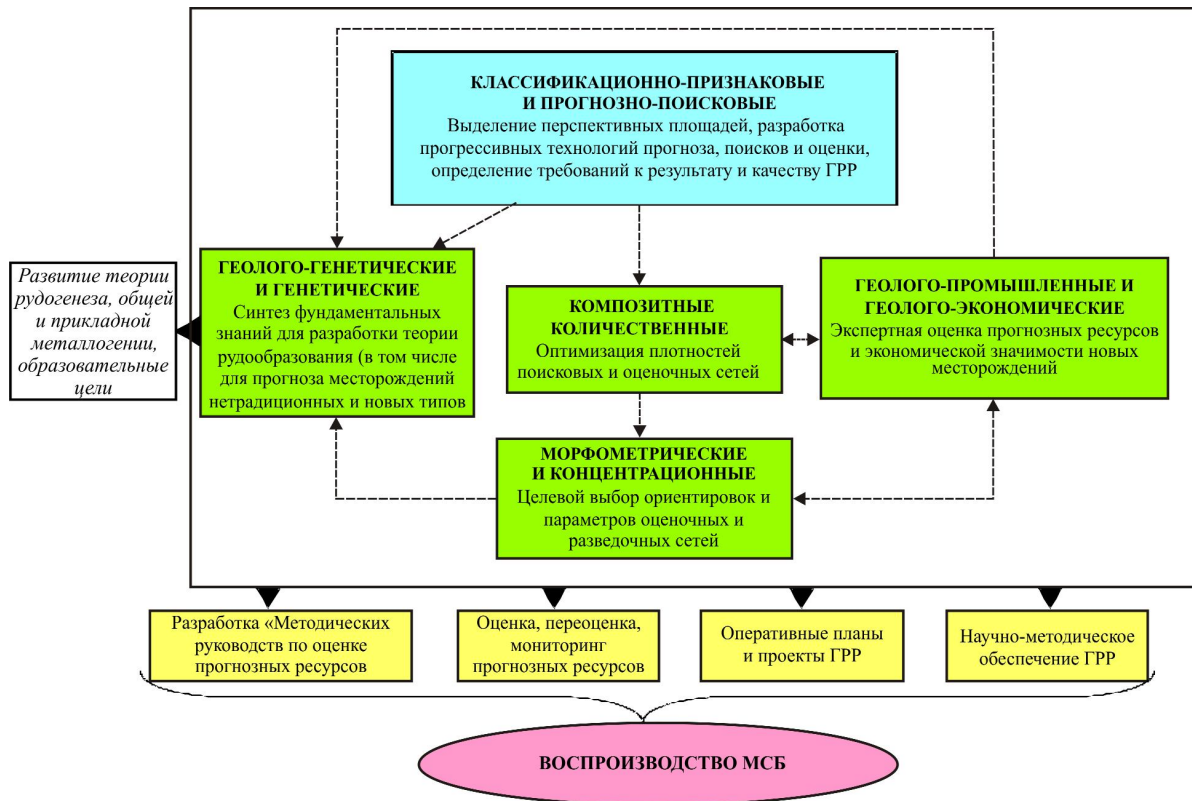 КЛАССИФИКАЦИОННО-ПРИЗНАКОВЫЕ
И ПРОГНОЗНО-ПОИСКОВЫЕ
Выделение перспективных площадей, разработка
прогрессивных технологий прогноза, поисков и оценки,
определение требований к результату и качеству ГРР
Развитие теории
рудогенеза, общей
и прикладной
металлогении,
образовательные
цели
ГЕОЛОГО-ГЕНЕТИЧЕСКИЕ
И ГЕНЕТИЧЕСКИЕ
Синтез фундаментальных
знаний для разработки теории
рудообразования (в том числе
для прогноза месторождений
нетрадиционных и новых типов
КОМПОЗИТНЫЕ
КОЛИЧЕСТВЕННЫЕ
Оптимизация плотностей
поисковых и оценочных сетей
ГЕОЛОГО-ПРОМЫШЛЕННЫЕ И
ГЕОЛОГО-ЭКОНОМИЧЕСКИЕ
Экспертная оценка прогнозных ресурсов
и экономической значимости новых
месторождений
МОРФОМЕТРИЧЕСКИЕ
И КОНЦЕНТРАЦИОННЫЕ
Целевой выбор ориентировок и
параметров оценочных и
разведочных сетей
Разработка «Методических
руководств по оценке
прогнозных ресурсов
Оценка, переоценка,
мониторинг
прогнозных ресурсов
Оперативные планы
и проекты ГРР
Научно-методическое
обеспечение ГРР
ВОСПРОИЗВОДСТВО МСБ